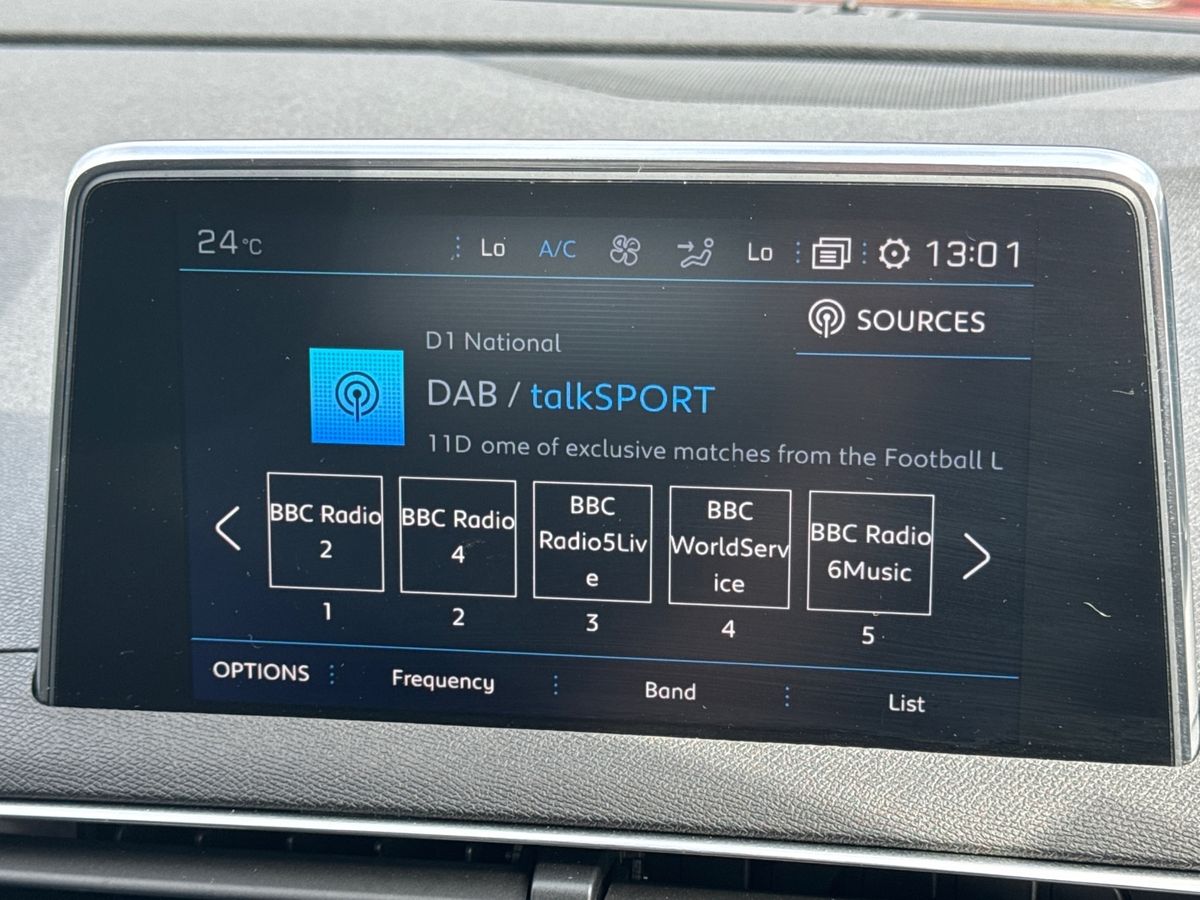 24°C
Lo A/C Lo 13:01
SOURCES
D1 National
DAB / talkSPORT
11D ome of exclusive matches from the Football L
BBC Radio
2
BBC Radio
4
BBC
Radio5Liv
e
BBC
WorldServ
ice
BBC Radio
6Music
1 2 3 4 5
OPTIONS Frequency Band List